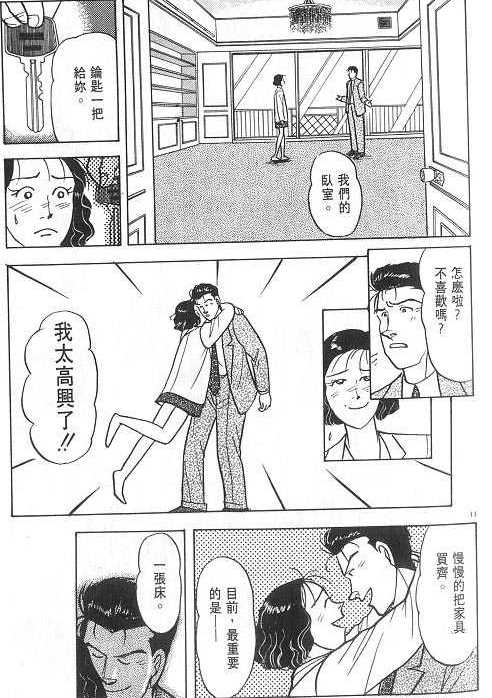 我們的
臥室。
鑰匙一把
給妳。
怎麽啦？
不喜歡嗎？
我太高興了!!
11
慢慢的把家具
買齊。
目前，最重要
的是——
一張床。